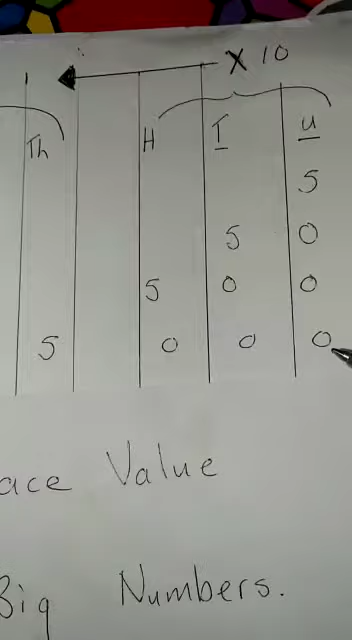 X 10
Th H T U
5
5 0
5 0 0
5 0 0 0
ace Value
Big Numbers.